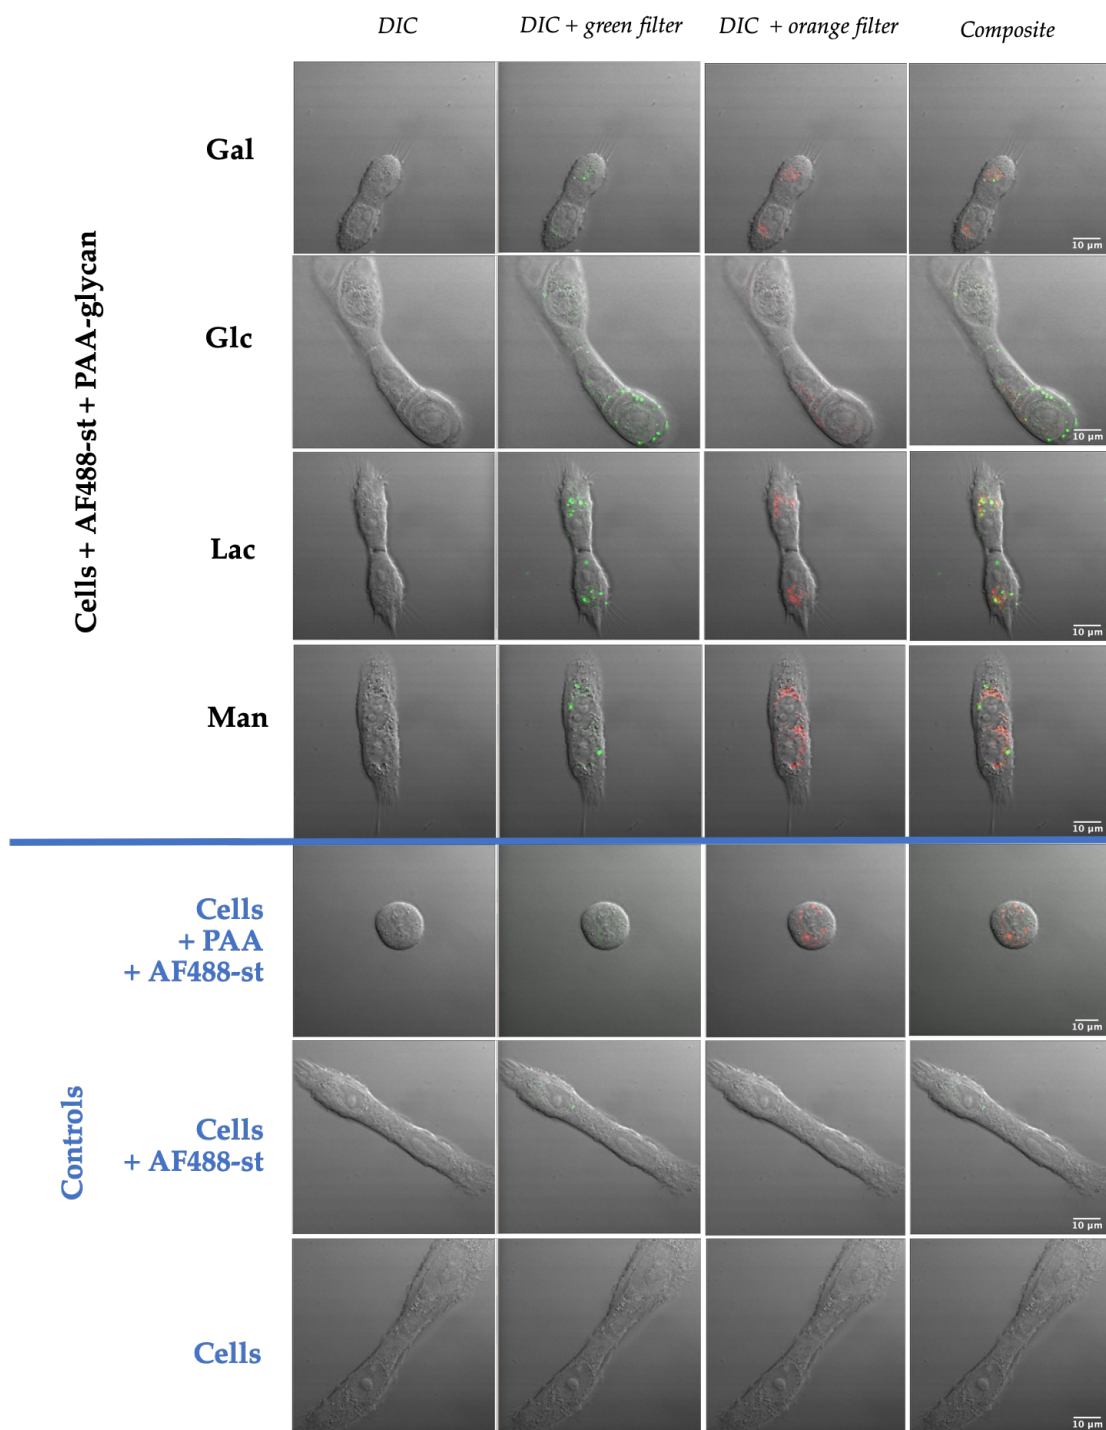 DIC
DIC + green filter
DIC + orange filter
Composite
Cells + AF488-st + PAA-glycan
Gal
10 µm
Glc
10 µm
Lac
10 µm
Man
10 µm
Controls
Cells
+ PAA
+ AF488-st
10 µm
Cells
+ AF488-st
10 µm
Cells
10 µm